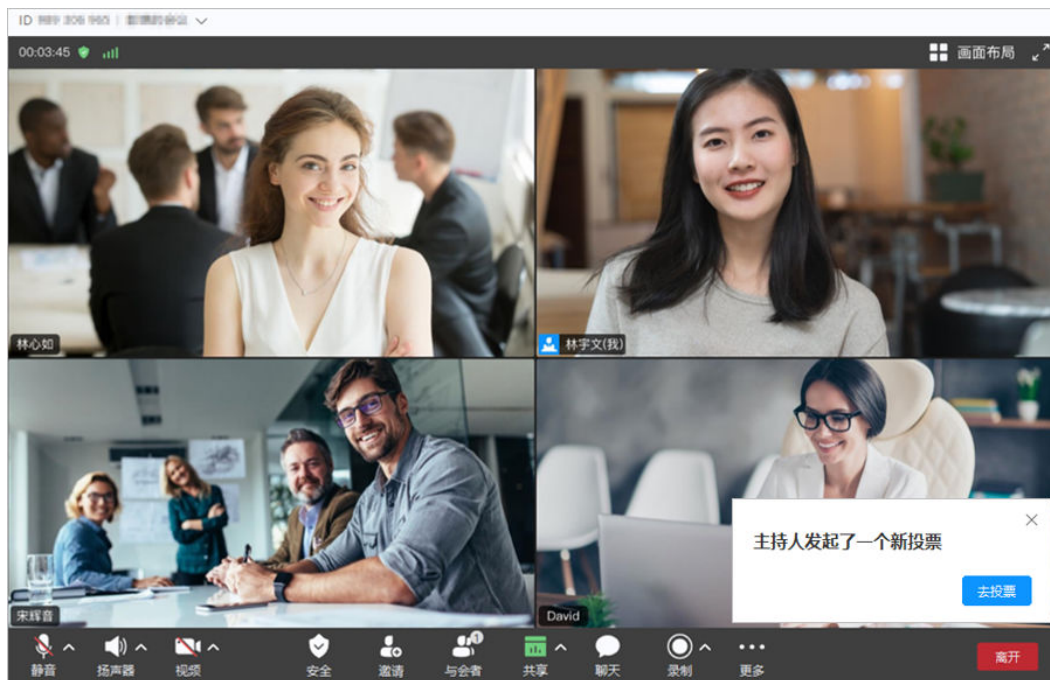 ID
00:03:45
画面布局
林心如
林宇文(我)
宋辉音
David
主持人发起了一个新投票
去投票
静音
扬声器
视频
安全
邀请
与会者
1
共享
聊天
录制
更多
离开